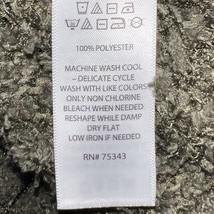 100% POLYESTER
MACHINE WASH COOL
– DELICATE CYCLE
WASH WITH LIKE COLORS
ONLY NON CHLORINE
BLEACH WHEN NEEDED
RESHAPE WHILE DAMP
DRY FLAT
LOW IRON IF NEEDED
RN# 75343